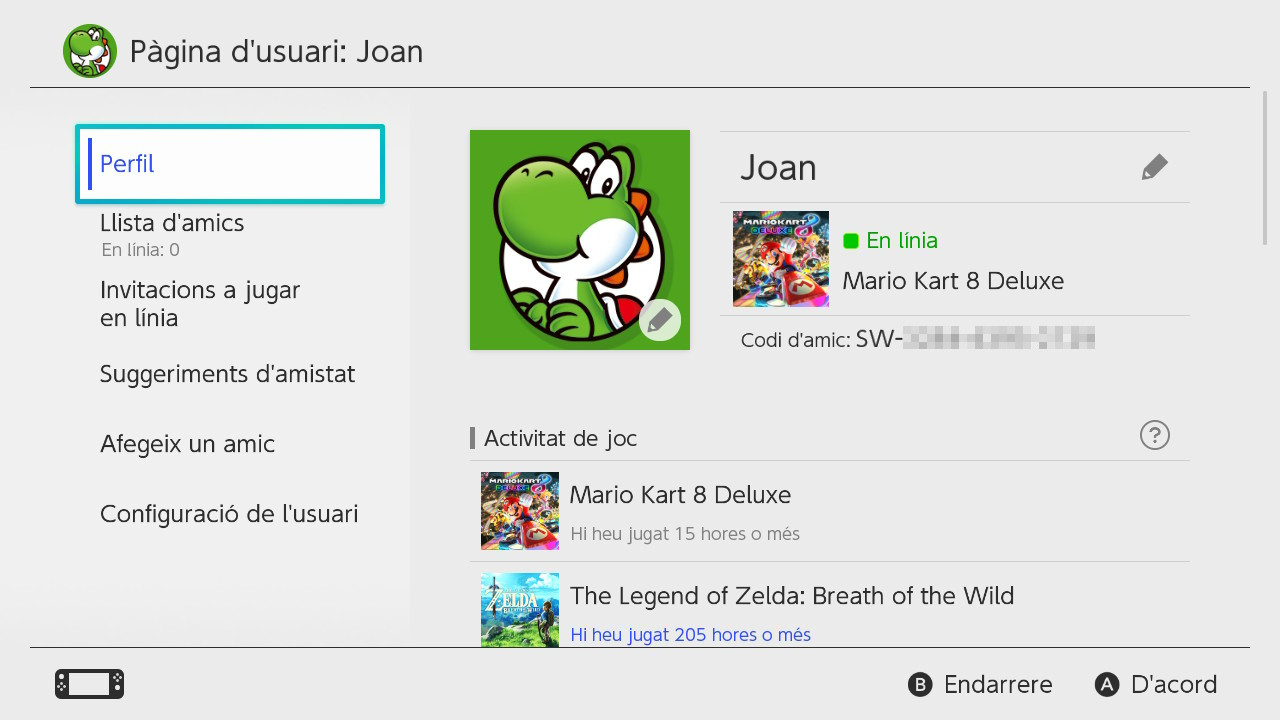 Pàgina d'usuari: Joan
Perfil
Llista d'amics
En línia: 0
Invitacions a jugar
en línia
Suggeriments d'amistat
Afegeix un amic
Configuració de l'usuari
Joan
MARIOKART 8
DELUXE
En línia
Mario Kart 8 Deluxe
Codi d'amic: SW-
Activitat de joc
?
MARIOKART 8
DELUXE
Mario Kart 8 Deluxe
Hi heu jugat 15 hores o més
ZELDA
BREATH OF THE WILD
The Legend of Zelda: Breath of the Wild
Hi heu jugat 205 hores o més
B Endarrere
A D'acord